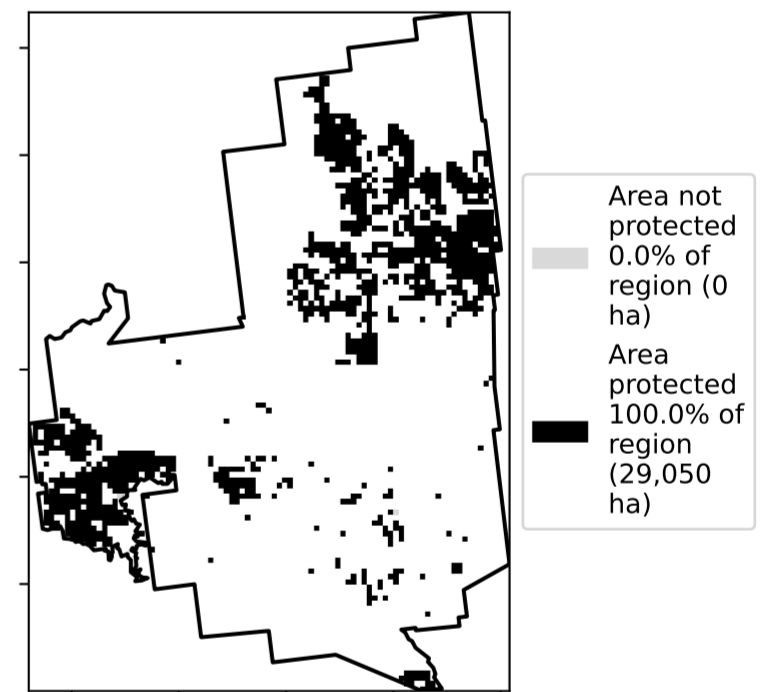 Area not
protected
0.0% of
region (0
ha)
Area
protected
100.0% of
region
(29,050
ha)